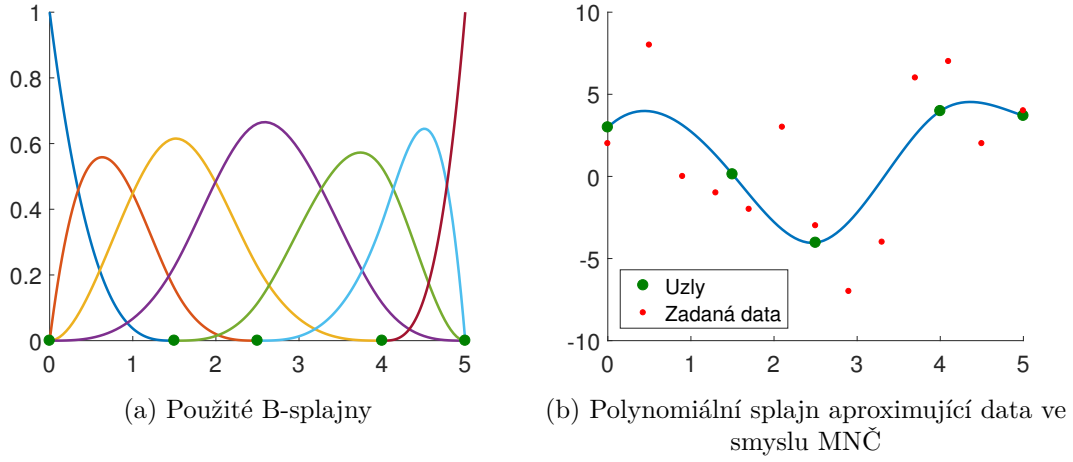 1
0.8
0.6
0.4
0.2
0
0 1 2 3 4 5
(a) Použité B-splajny
10
5
0
-5
-10
Uzly
Zadaná data
0 1 2 3 4 5
(b) Polynomiální splajn aproximující data ve
smyslu MNČ